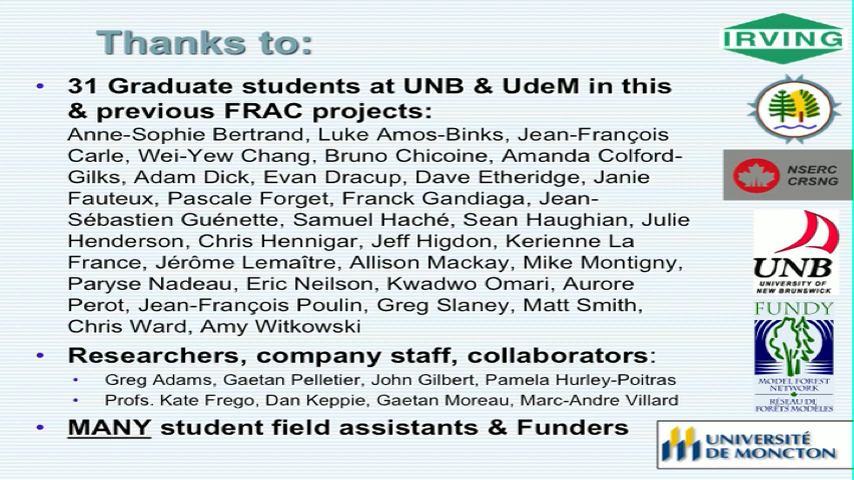 Thanks to:
• 31 Graduate students at UNB & UdeM in this
& previous FRAC projects:
Anne-Sophie Bertrand, Luke Amos-Binks, Jean-François
Carle, Wei-Yew Chang, Bruno Chicoine, Amanda Colford-
Gilks, Adam Dick, Evan Dracup, Dave Etheridge, Janie
Fauteux, Pascale Forget, Franck Gandiaga, Jean-
Sébastien Guénette, Samuel Haché, Sean Haughian, Julie
Henderson, Chris Hennigar, Jeff Higdon, Kerienne La
France, Jérôme Lemaître, Allison Mackay, Mike Montigny,
Paryse Nadeau, Eric Neilson, Kwadwo Omari, Aurore
Perot, Jean-François Poulin, Greg Slaney, Matt Smith,
Chris Ward, Amy Witkowski
• Researchers, company staff, collaborators:
• Greg Adams, Gaetan Pelletier, John Gilbert, Pamela Hurley-Poitras
• Profs. Kate Frego, Dan Keppie, Gaetan Moreau, Marc-Andre Villard
• MANY student field assistants & Funders
IRVING
NSERC
CRSNG
UNB
UNIVERSITY OF
NEW BRUNSWICK
FUNDY
MODEL FOREST
NETWORK
RÉSEAU DE
FORÊTS MODÈLES
UNIVERSITÉ
DE MONCTON